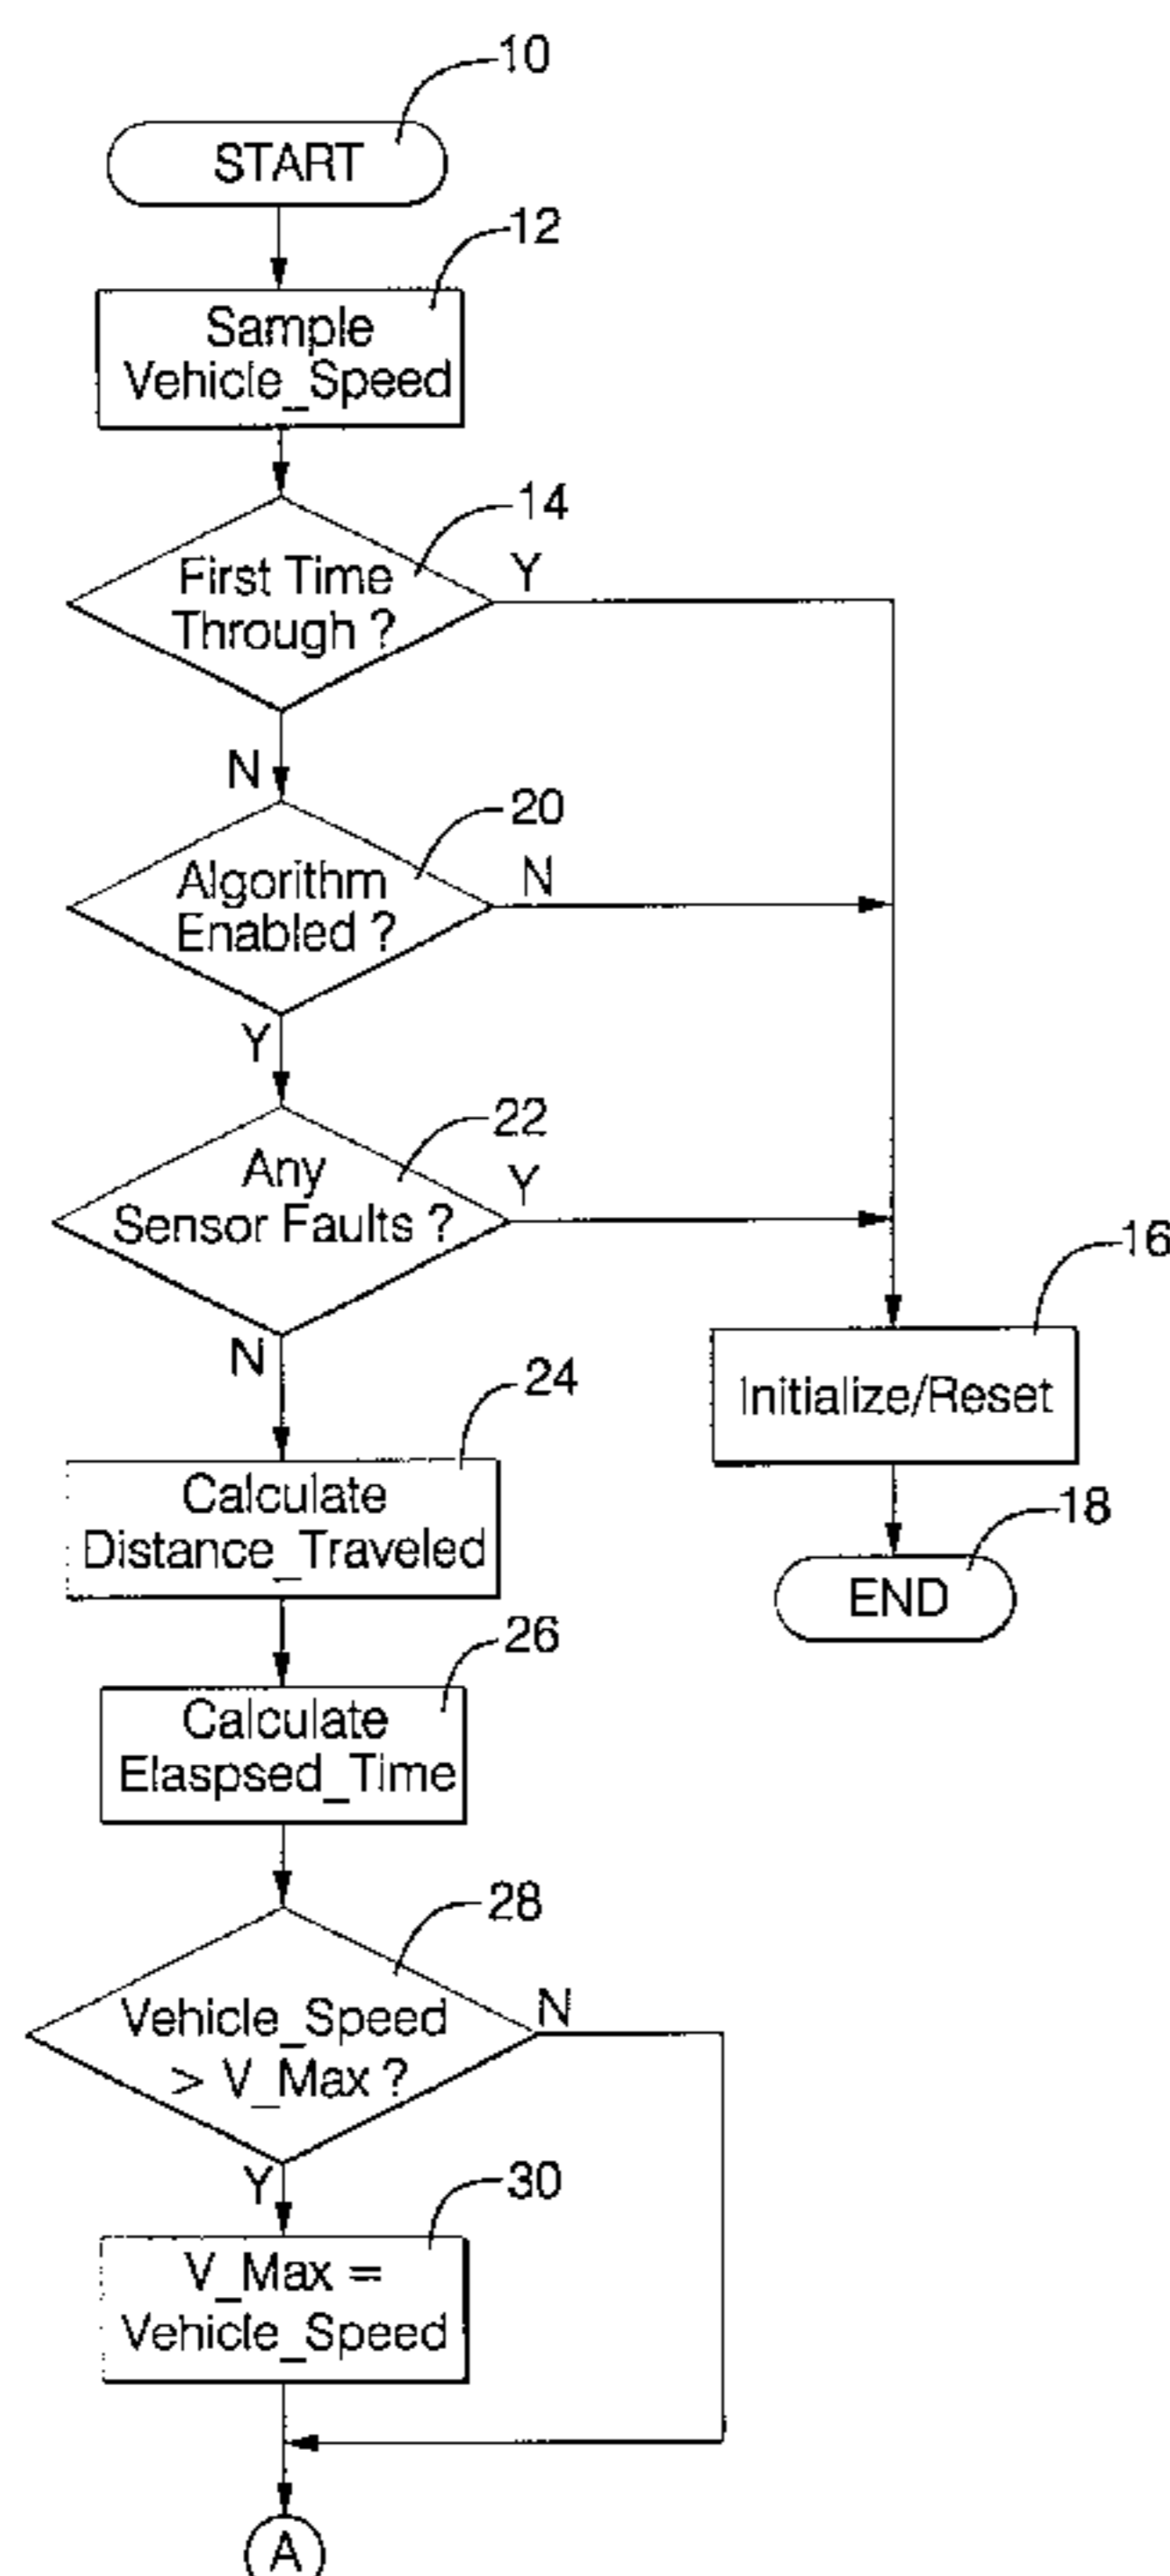 10
START
12
Sample
Vehicle_Speed
14
First Time
Through ?
Y
N
20
Algorithm
Enabled ?
N
Y
22
Any
Sensor Faults ?
Y
N
16
Initialize/Reset
24
Calculate
Distance_Traveled
18
END
26
Calculate
Elaspsed_Time
28
Vehicle_Speed
> V_Max ?
N
Y
30
V_Max =
Vehicle_Speed
A